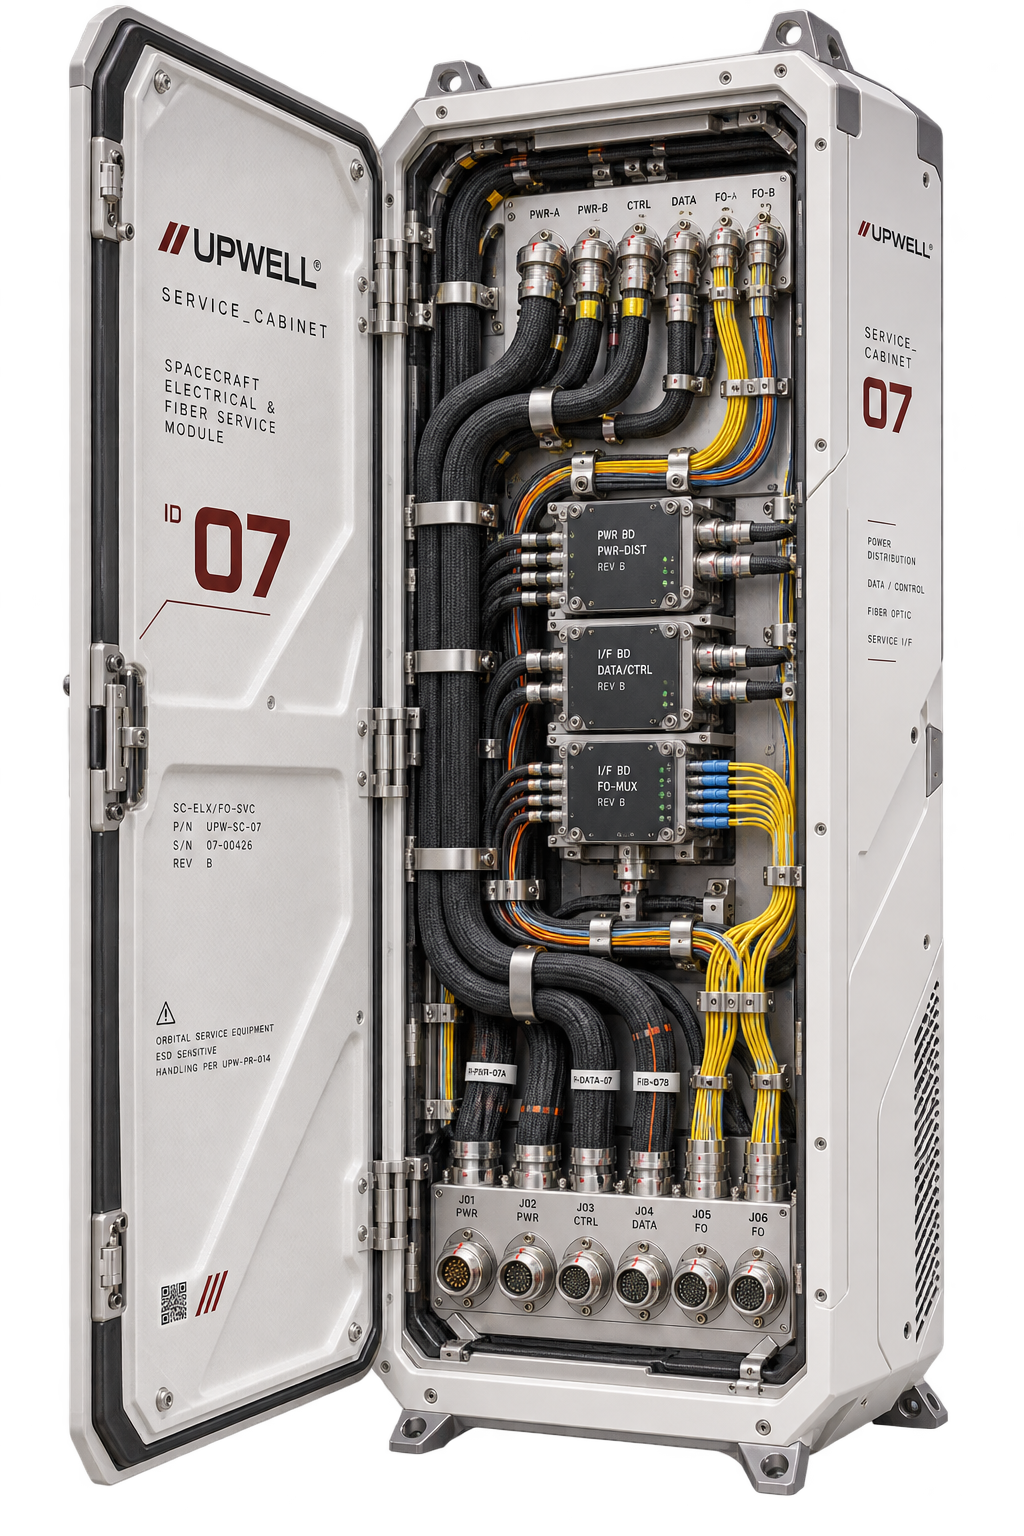 UPWELL®
SERVICE_CABINET
SPACECRAFT
ELECTRICAL &
FIBER SERVICE
MODULE
ID 07
SC-ELX/FO-SVC
P/N UPW-SC-07
S/N 07-00426
REV B
ORBITAL SERVICE EQUIPMENT
ESD SENSITIVE
HANDLING PER UPW-PR-014
PWR-A PWR-B CTRL DATA FO-A FO-B
PWR BD
PWR-DIST
REV B
I/F BD
DATA/CTRL
REV B
I/F BD
FO-MUX
REV B
-DATA-07
J01
PWR
J02
PWR
J03
CTRL
J04
DATA
J05
FO
J06
FO
UPWELL®
SERVICE_
CABINET
07
POWER
DISTRIBUTION
DATA / CONTROL
FIBER OPTIC
SERVICE I/F